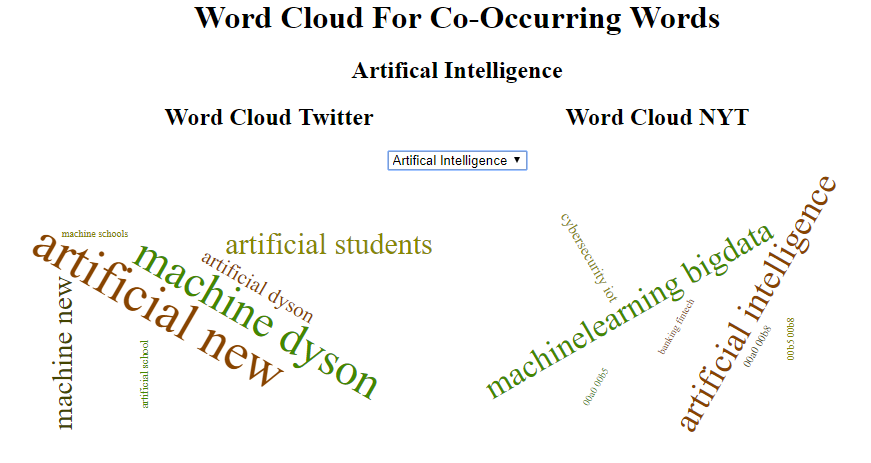 Word Cloud For Co-Occurring Words
Artifical Intelligence
Word Cloud Twitter
Word Cloud NYT
Artifical Intelligence
machine schools
artificial new
machine dyson
artificial dyson
artificial students
machine new
artificial school
cybersecurity iot
machinelearning bigdata
banking fintech
artificial intelligence
00a0 00b5
00a0 00b8
00b5 00b8